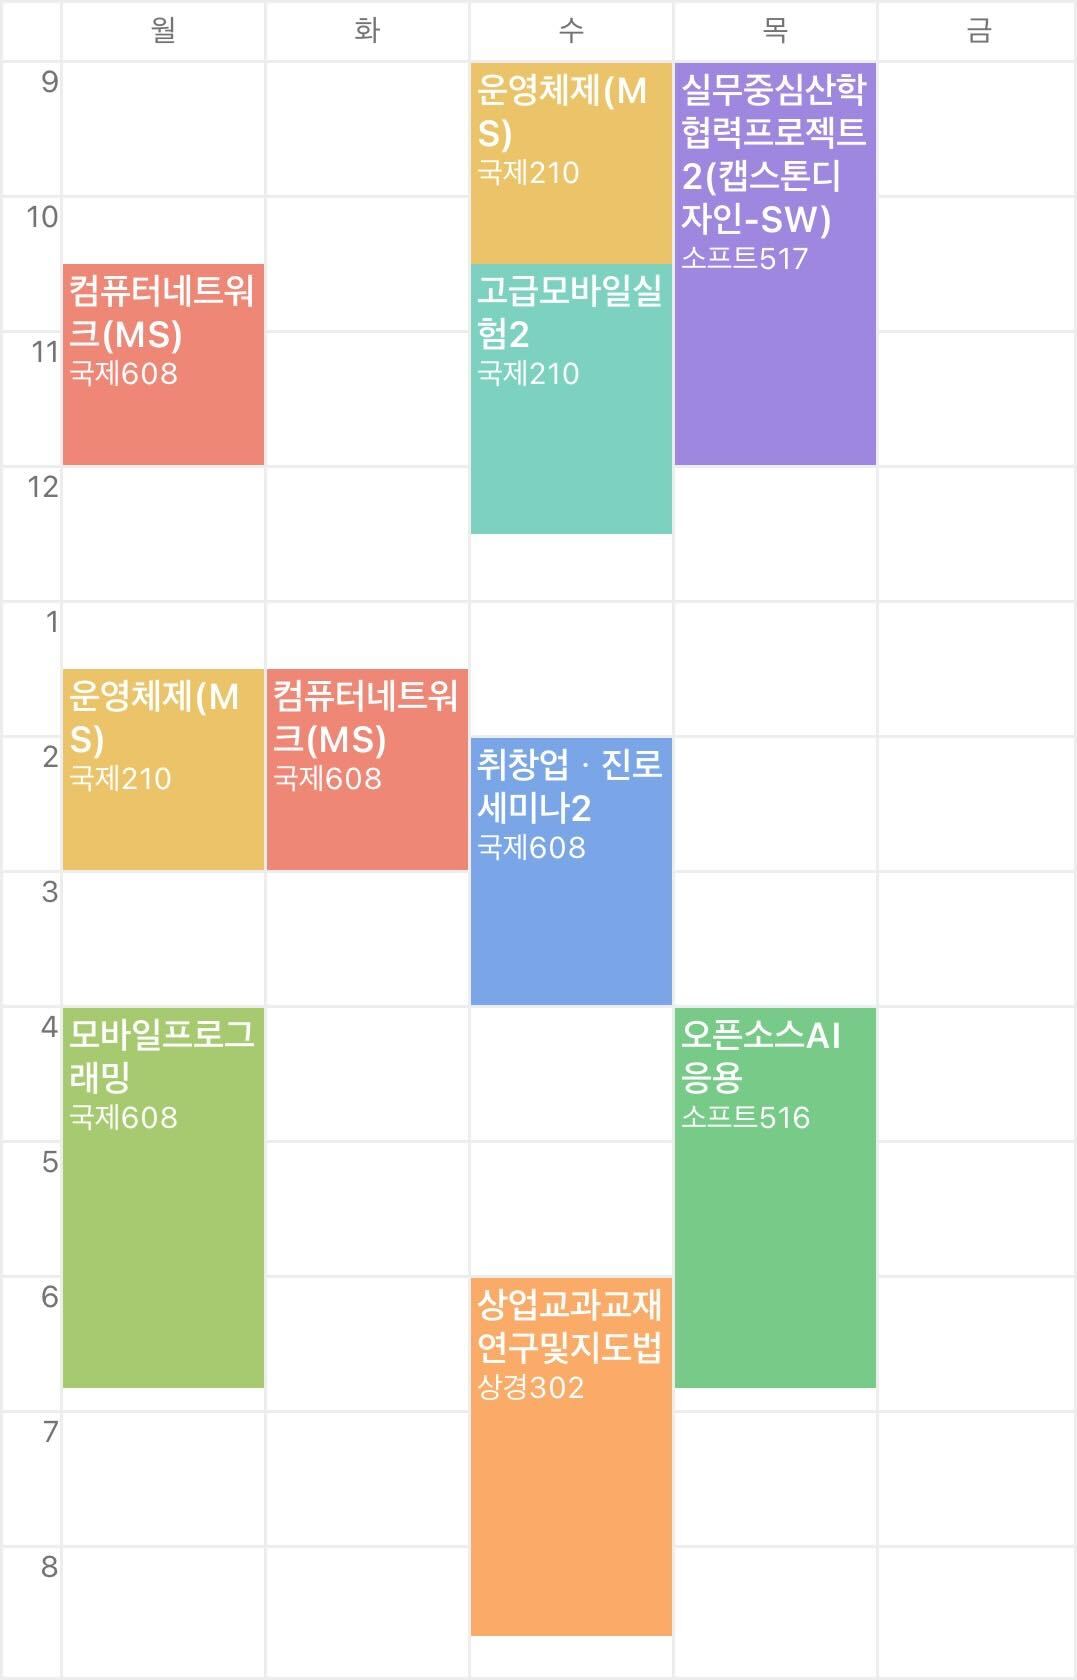 월 화 수 목 금
9
운영체제(M
S)
국제210
실무중심산학
협력프로젝트
2(캡스톤디
자인-SW)
소프트517
10
컴퓨터네트워
크(MS)
국제608
고급모바일실
험2
국제210
11
12
1
운영체제(M
S)
국제210
컴퓨터네트워
크(MS)
국제608
2
취창업 · 진로
세미나2
국제608
3
4
모바일프로그
래밍
국제608
오픈소스AI
응용
소프트516
5
6
상업교과교재
연구및지도법
상경302
7
8